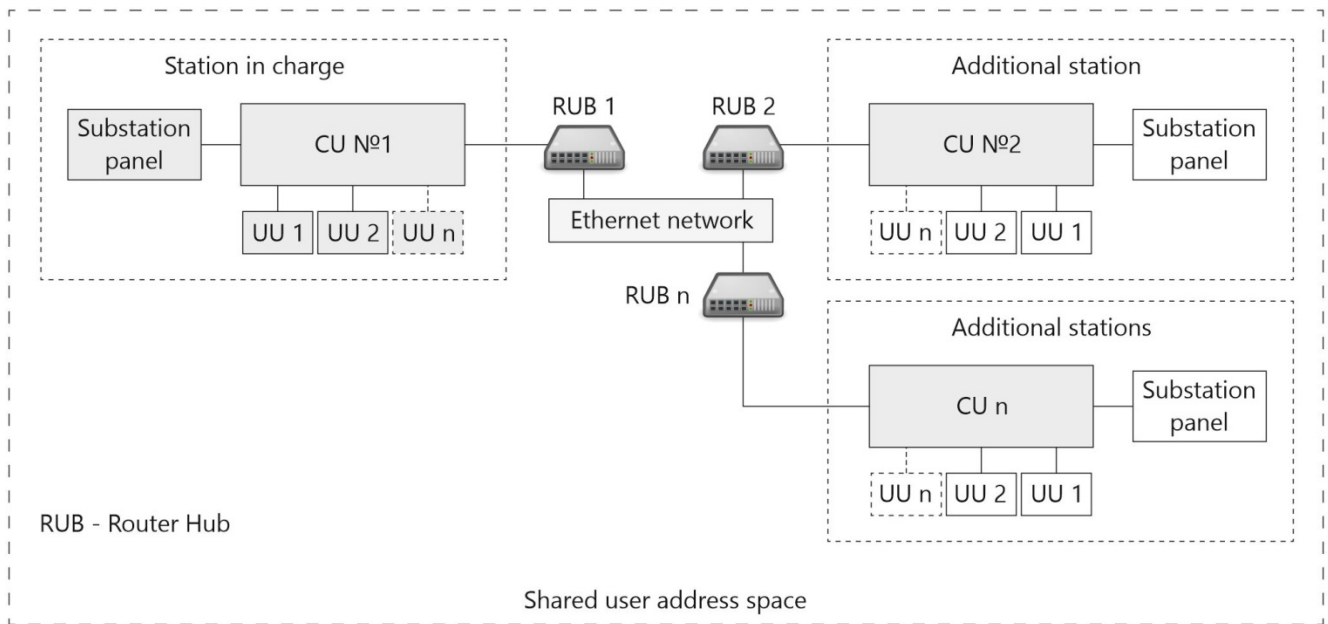 Station in charge
Substation
panel
CU №1
UU 1
UU 2
UU n
RUB 1
RUB 2
Ethernet network
RUB n
Additional station
CU №2
Substation
panel
UU n
UU 2
UU 1
Additional stations
CU n
Substation
panel
UU n
UU 2
UU 1
RUB - Router Hub
Shared user address space